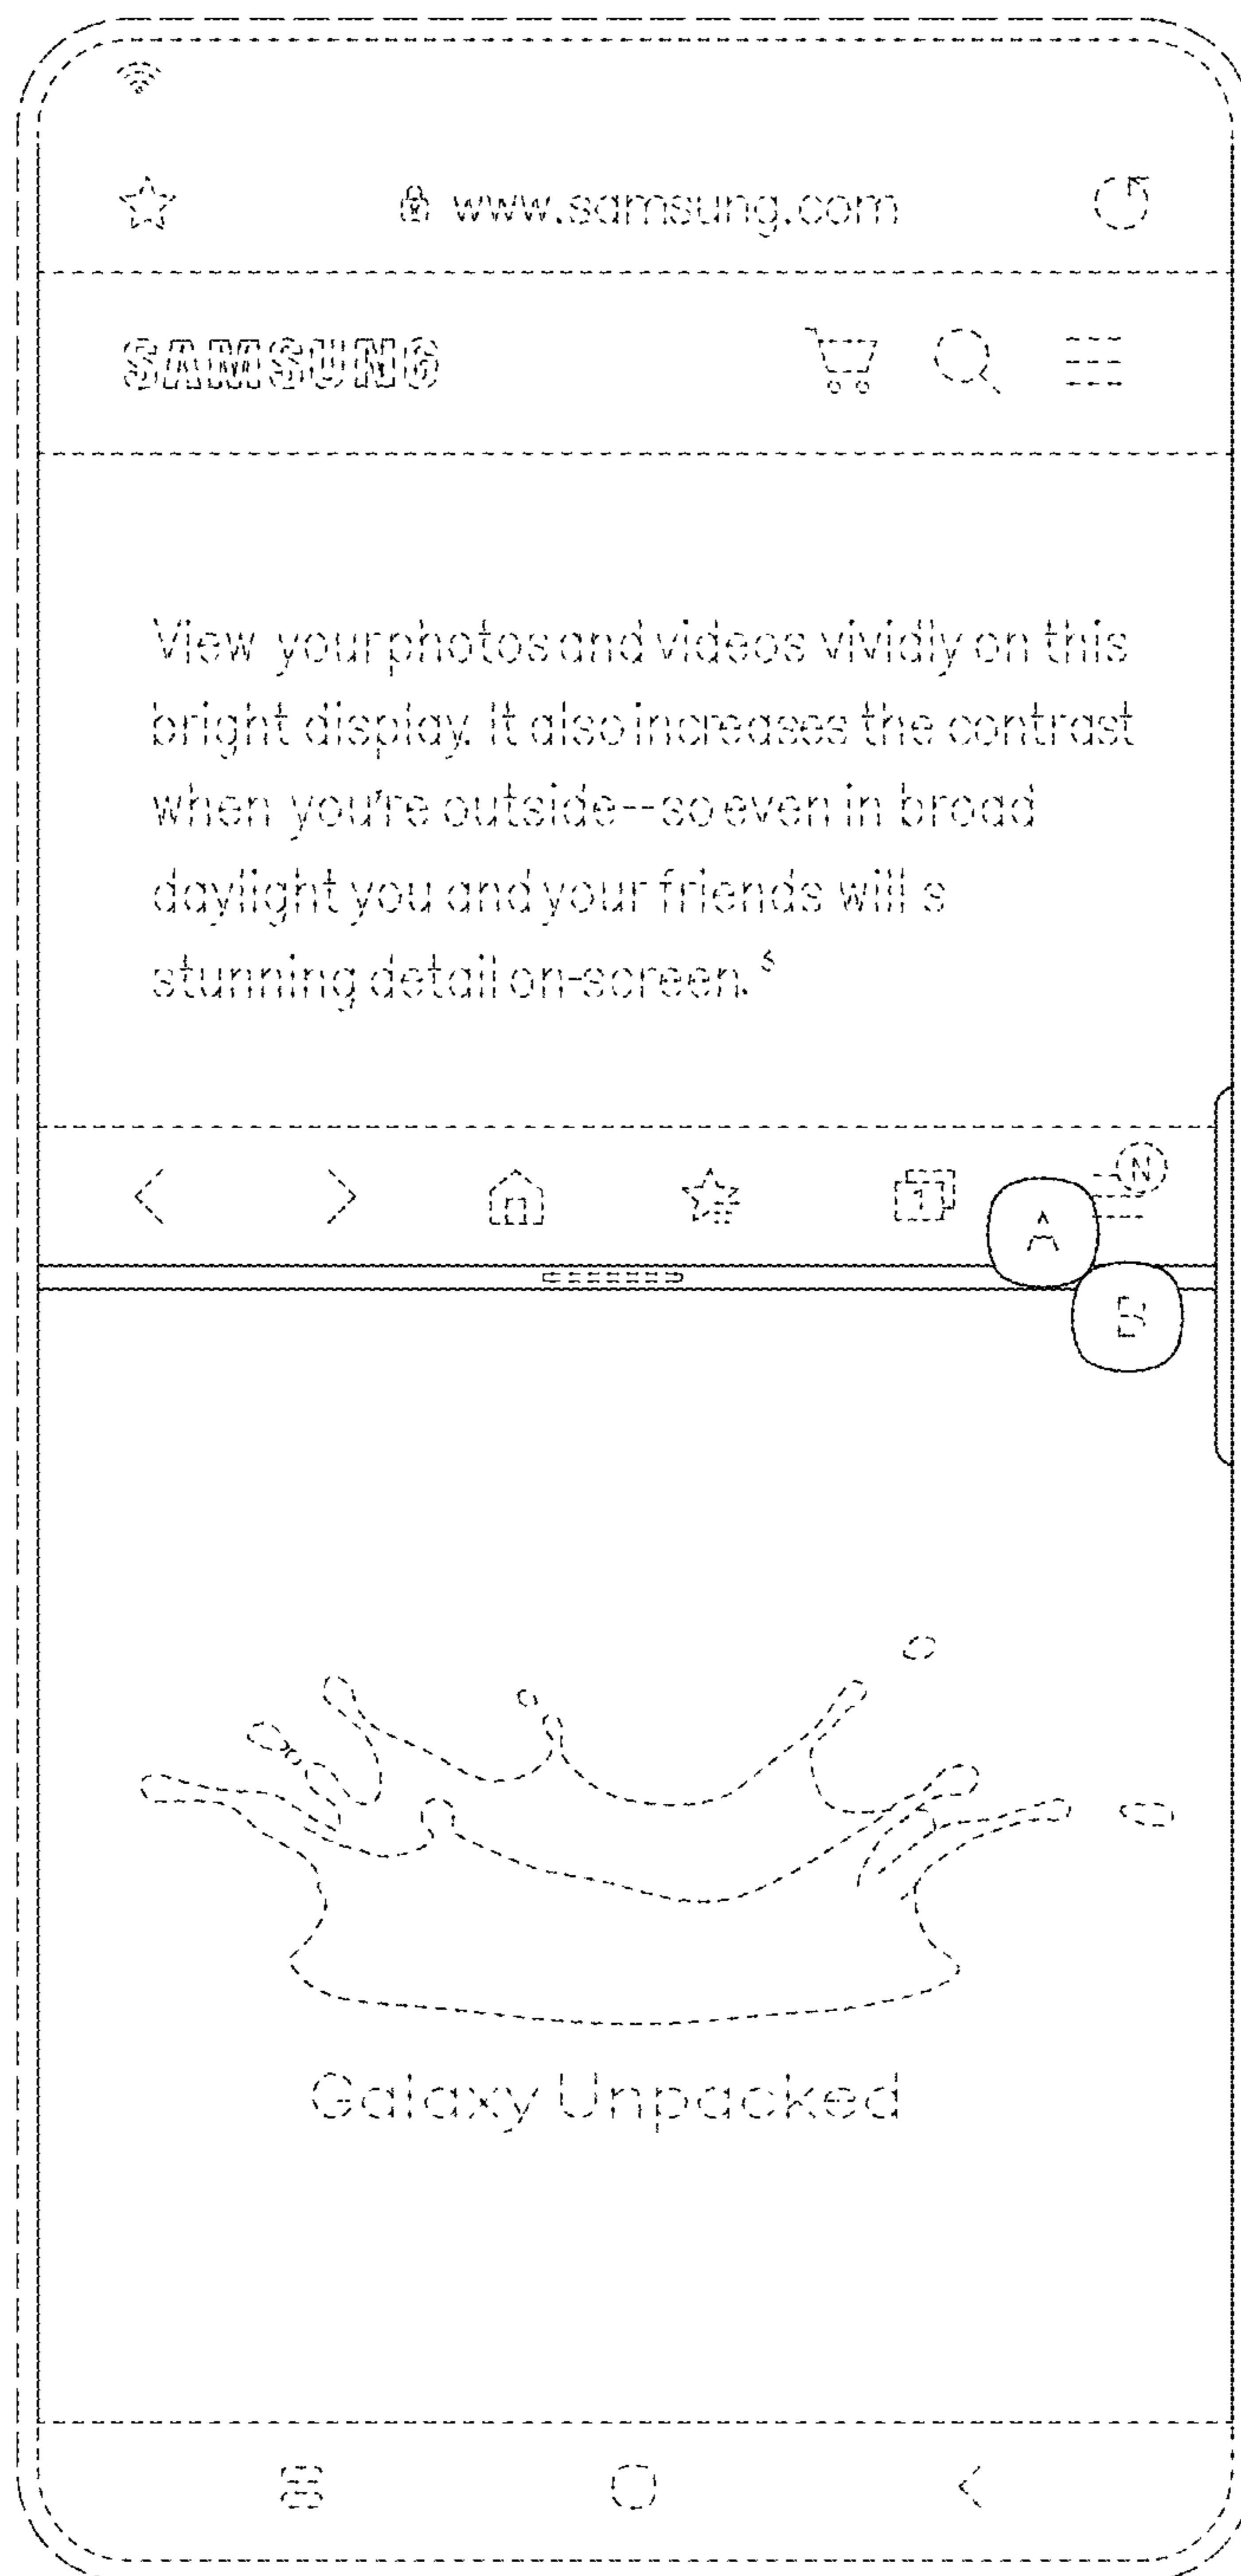 www.samsung.com
SAMSUNG
View your photos and videos vividly on this
bright display. It also increases the contrast
when you're outside--so even in broad
daylight you and your friends will s
stunning detail on-screen.⁵
N
1
A
B
Galaxy Unpacked